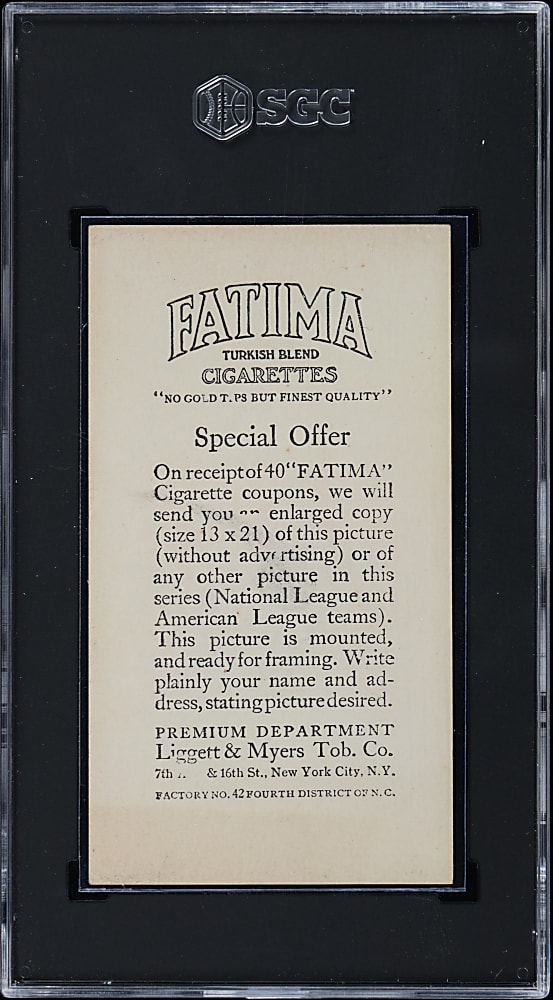 SGC
FATIMA
TURKISH BLEND
CIGARETTES
"NO GOLD T.PS BUT FINEST QUALITY"
Special Offer
On receipt of 40 "FATIMA"
Cigarette coupons, we will
send you enlarged copy
(size 13 x 21) of this picture
(without advertising) or of
any other picture in this
series (National League and
American League teams).
This picture is mounted,
and ready for framing. Write
plainly your name and ad-
dress, stating picture desired.
PREMIUM DEPARTMENT
Liggett & Myers Tob. Co.
7th & 16th St., New York City, N.Y.
FACTORY NO. 42 FOURTH DISTRICT OF N. C.